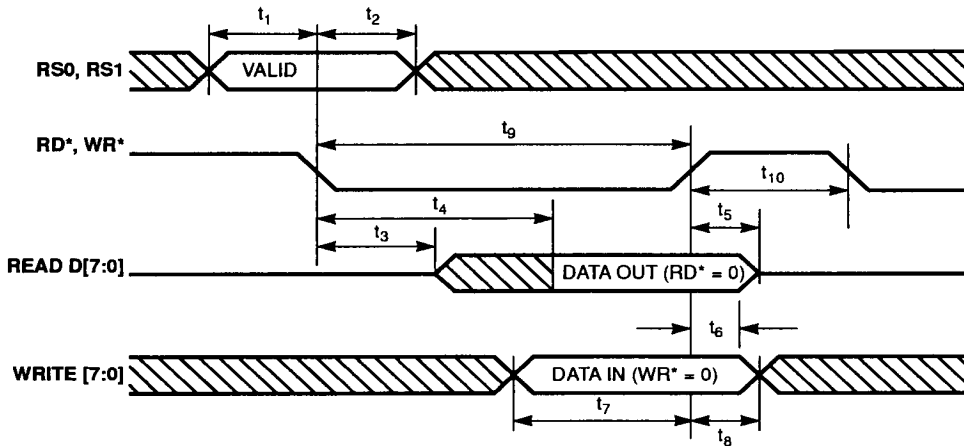 t1 t2
RS0, RS1 VALID
t9
RD*, WR*
t10
t4
t5
t3
READ D[7:0] DATA OUT (RD* = 0)
t6
WRITE [7:0] DATA IN (WR* = 0)
t7 t8